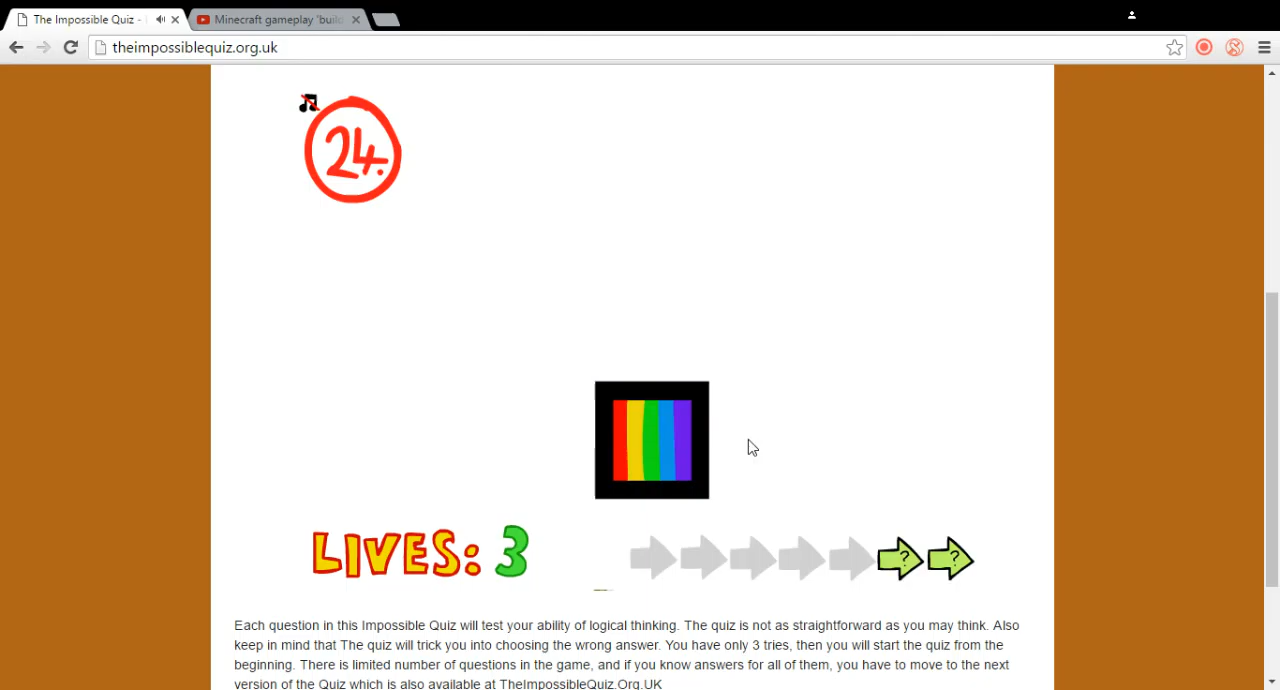 The Impossible Quiz -
Minecraft gameplay 'build
theimpossiblequiz.org.uk
24.
LIVES: 3
? ?
Each question in this Impossible Quiz will test your ability of logical thinking. The quiz is not as straightforward as you may think. Also
keep in mind that The quiz will trick you into choosing the wrong answer. You have only 3 tries, then you will start the quiz from the
beginning. There is limited number of questions in the game, and if you know answers for all of them, you have to move to the next
version of the Quiz which is also available at TheImpossibleQuiz.Org.UK